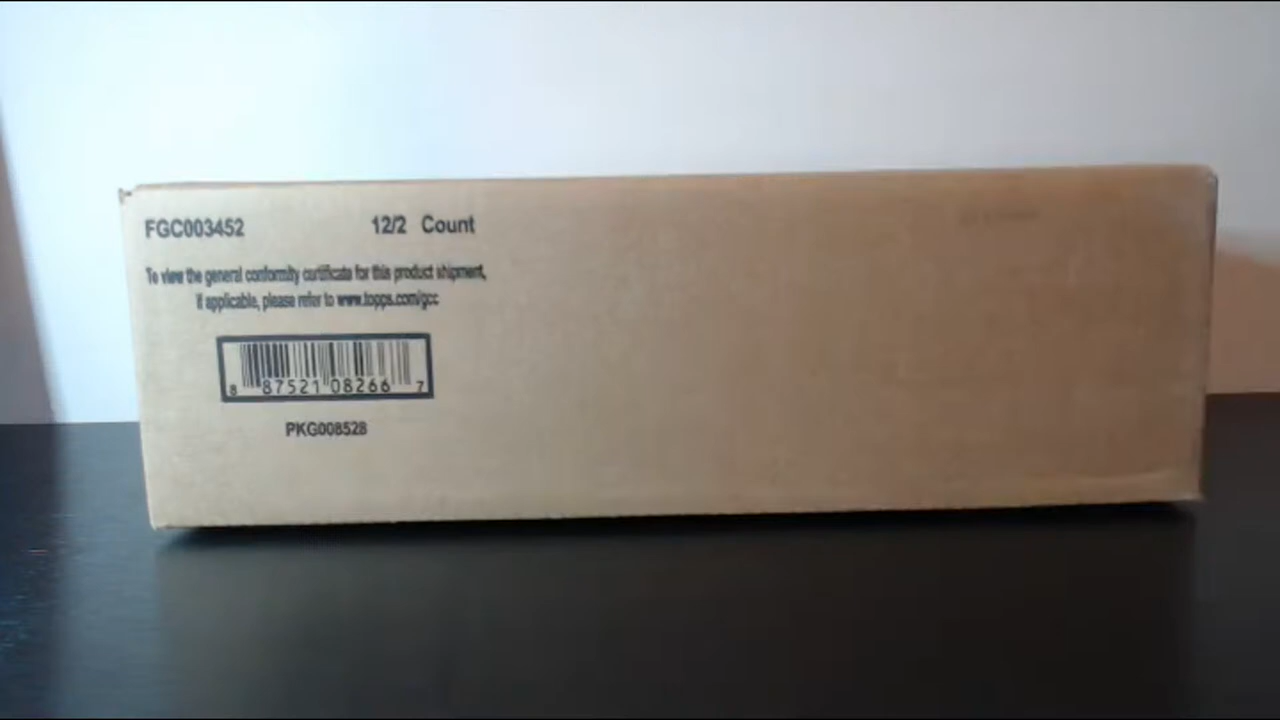 FGC003452 12/2 Count
To view the general conformity curtificate for this product shipment,
if applicable, please refer to www.topps.com/gcc
8 87521 08266 7
PKG008528